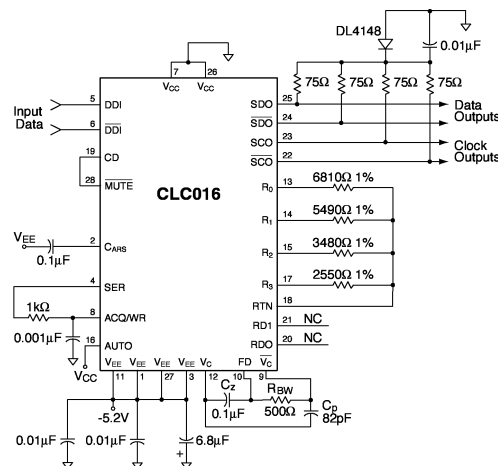 DL4148
0.01µF
7 26
VCC VCC
75Ω 75Ω 75Ω 75Ω
Input
Data
5 DDI
6 DDI
19 CD
28 MUTE
CLC016
SDO 25
SDO 24
SCO 23
SCO 22
Data
Outputs
Clock
Outputs
R0 13 6810Ω 1%
R1 14 5490Ω 1%
R2 15 3480Ω 1%
R3 17 2550Ω 1%
RTN 18
RD1 21 NC
RDO 20 NC
VEE
0.1µF
2 CARS
4 SER
1kΩ
8 ACQ/WR
0.001µF
16 AUTO
VCC
VEE VEE VEE VEE VC FD VC
11 1 27 3 12 10 9
-5.2V
0.01µF
0.01µF
6.8µF
+
CZ
0.1µF
RBW
500Ω
Cp
82pF